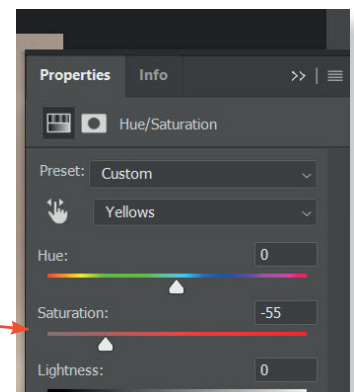 Properties Info
Hue/Saturation
Preset: Custom
Yellows
Hue: 0
Saturation: -55
Lightness: 0